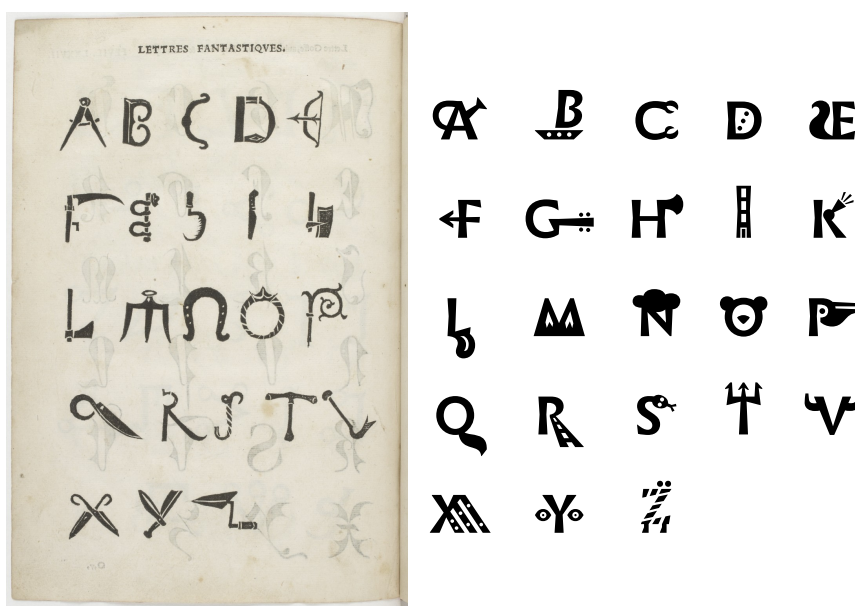 LETTRES FANTASTIQVES.
A B C D E
F G H I K
L M N O P
Q R S T V
X Y Z
A B C D E
F G H I K
L M N O P
Q R S T V
X Y Z